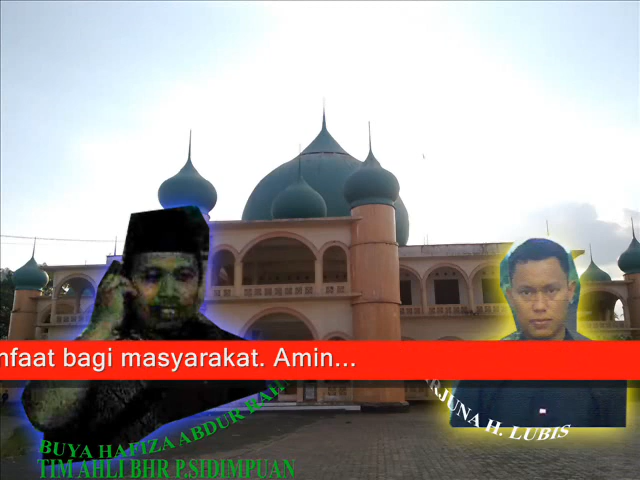 nfaat bagi masyarakat. Amin...
RJUNA H. LUBIS
BUYA HAFIZA ABDUR
TIM AHLI BHR P.SIDIMPUAN